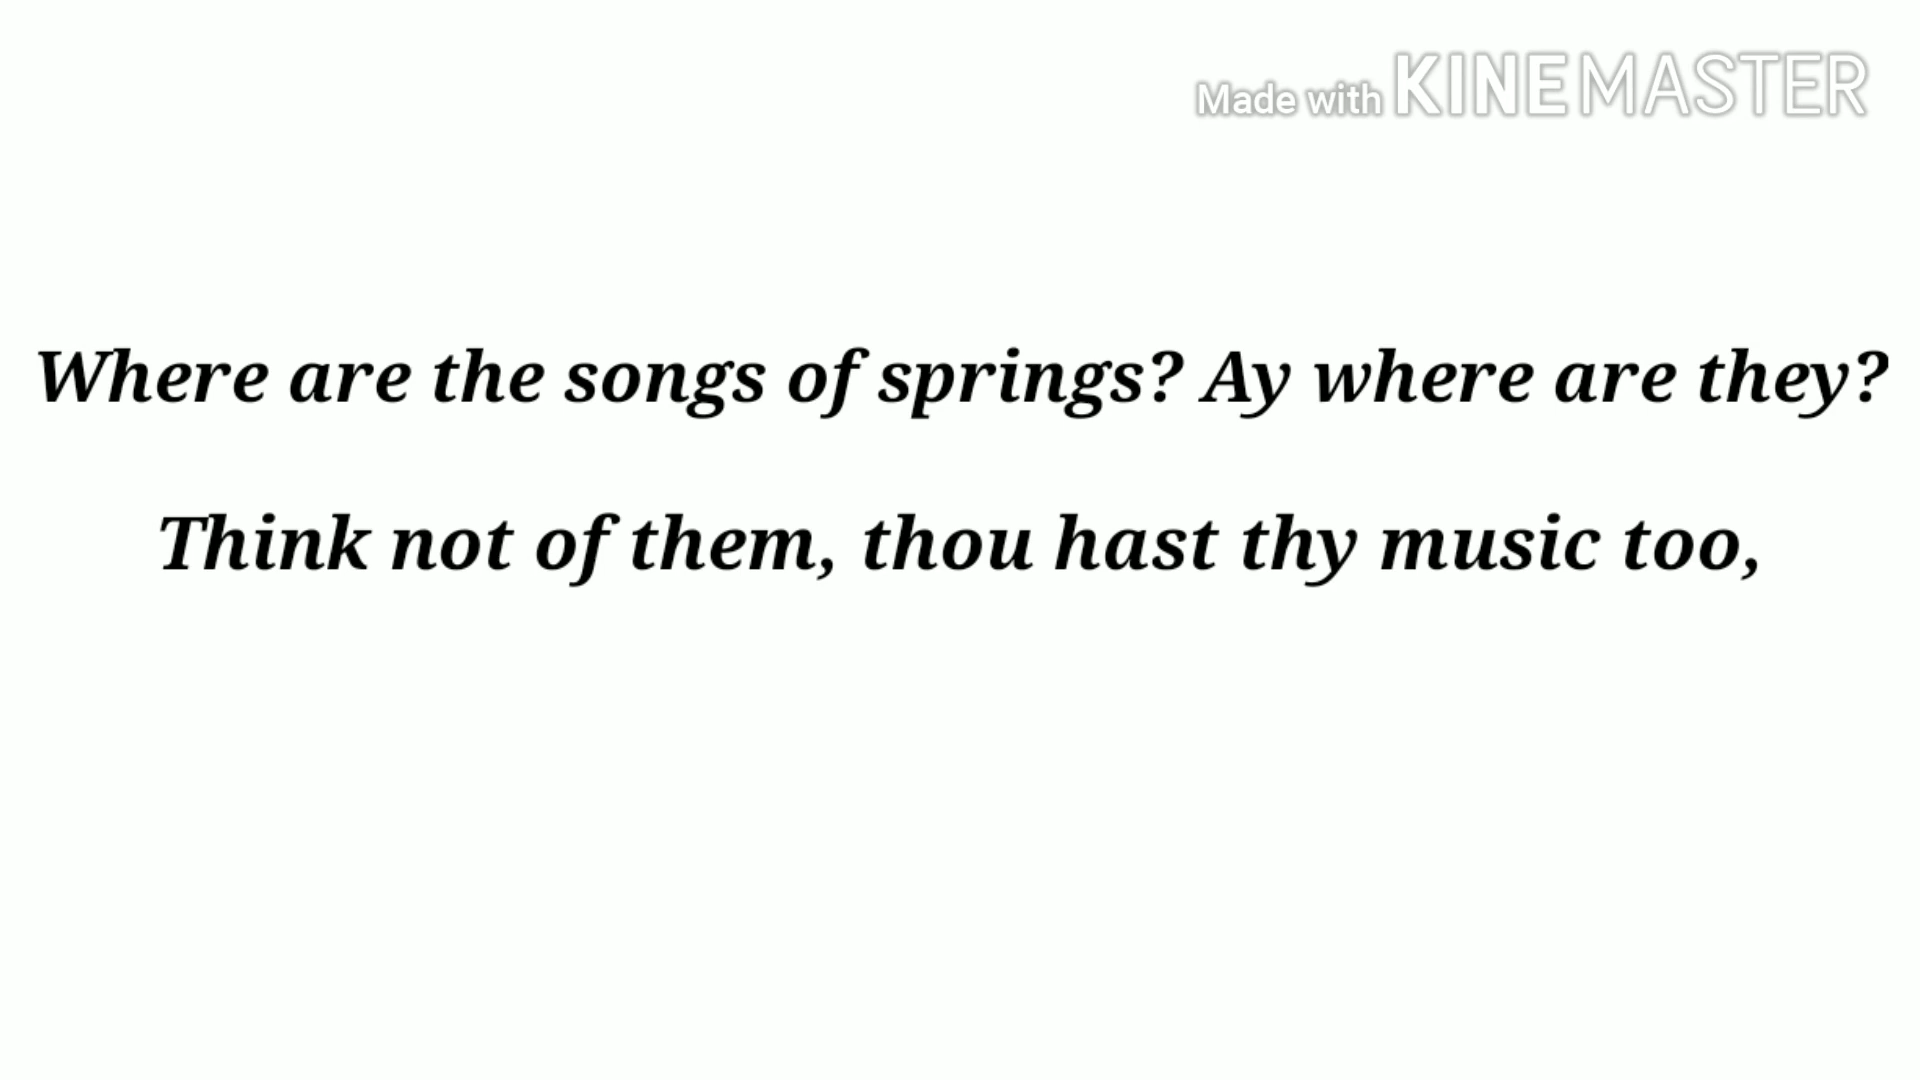 Made with KINEMASTER
Where are the songs of springs? Ay where are they?
Think not of them, thou hast thy music too,